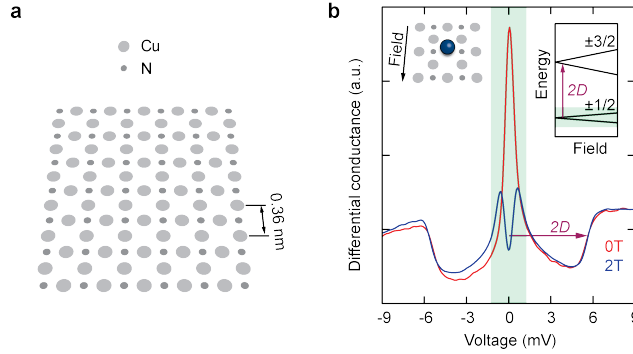 a
Cu
N
0.36 nm
b
Differential conductance (a.u.)
Field
Energy
±3/2
2D
±1/2
Field
2D
0T
2T
-9
-6
-3
0
3
6
9
Voltage (mV)